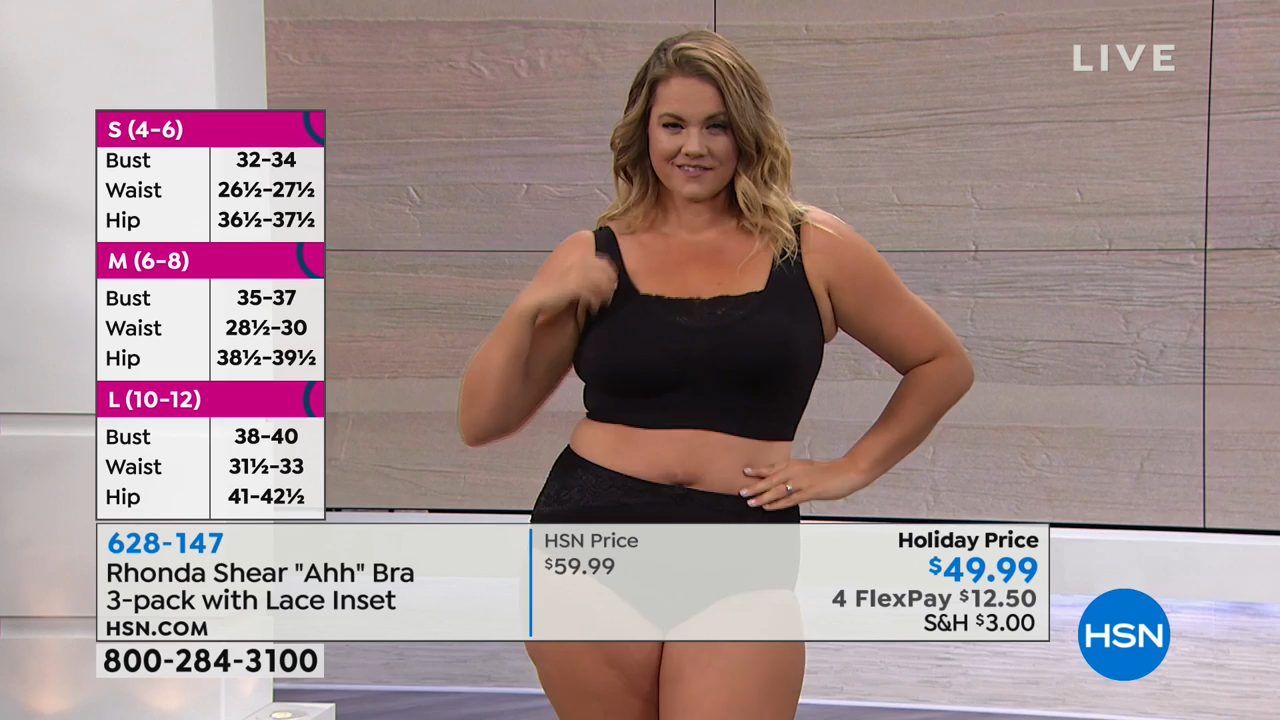 LIVE
S (4-6)
Bust 32-34
Waist 26½-27½
Hip 36½-37½
M (6-8)
Bust 35-37
Waist 28½-30
Hip 38½-39½
L (10-12)
Bust 38-40
Waist 31½-33
Hip 41-42½
628-147
Rhonda Shear "Ahh" Bra
3-pack with Lace Inset
HSN.COM
800-284-3100
HSN Price
$59.99
Holiday Price
$49.99
4 FlexPay $12.50
S&H $3.00
HSN